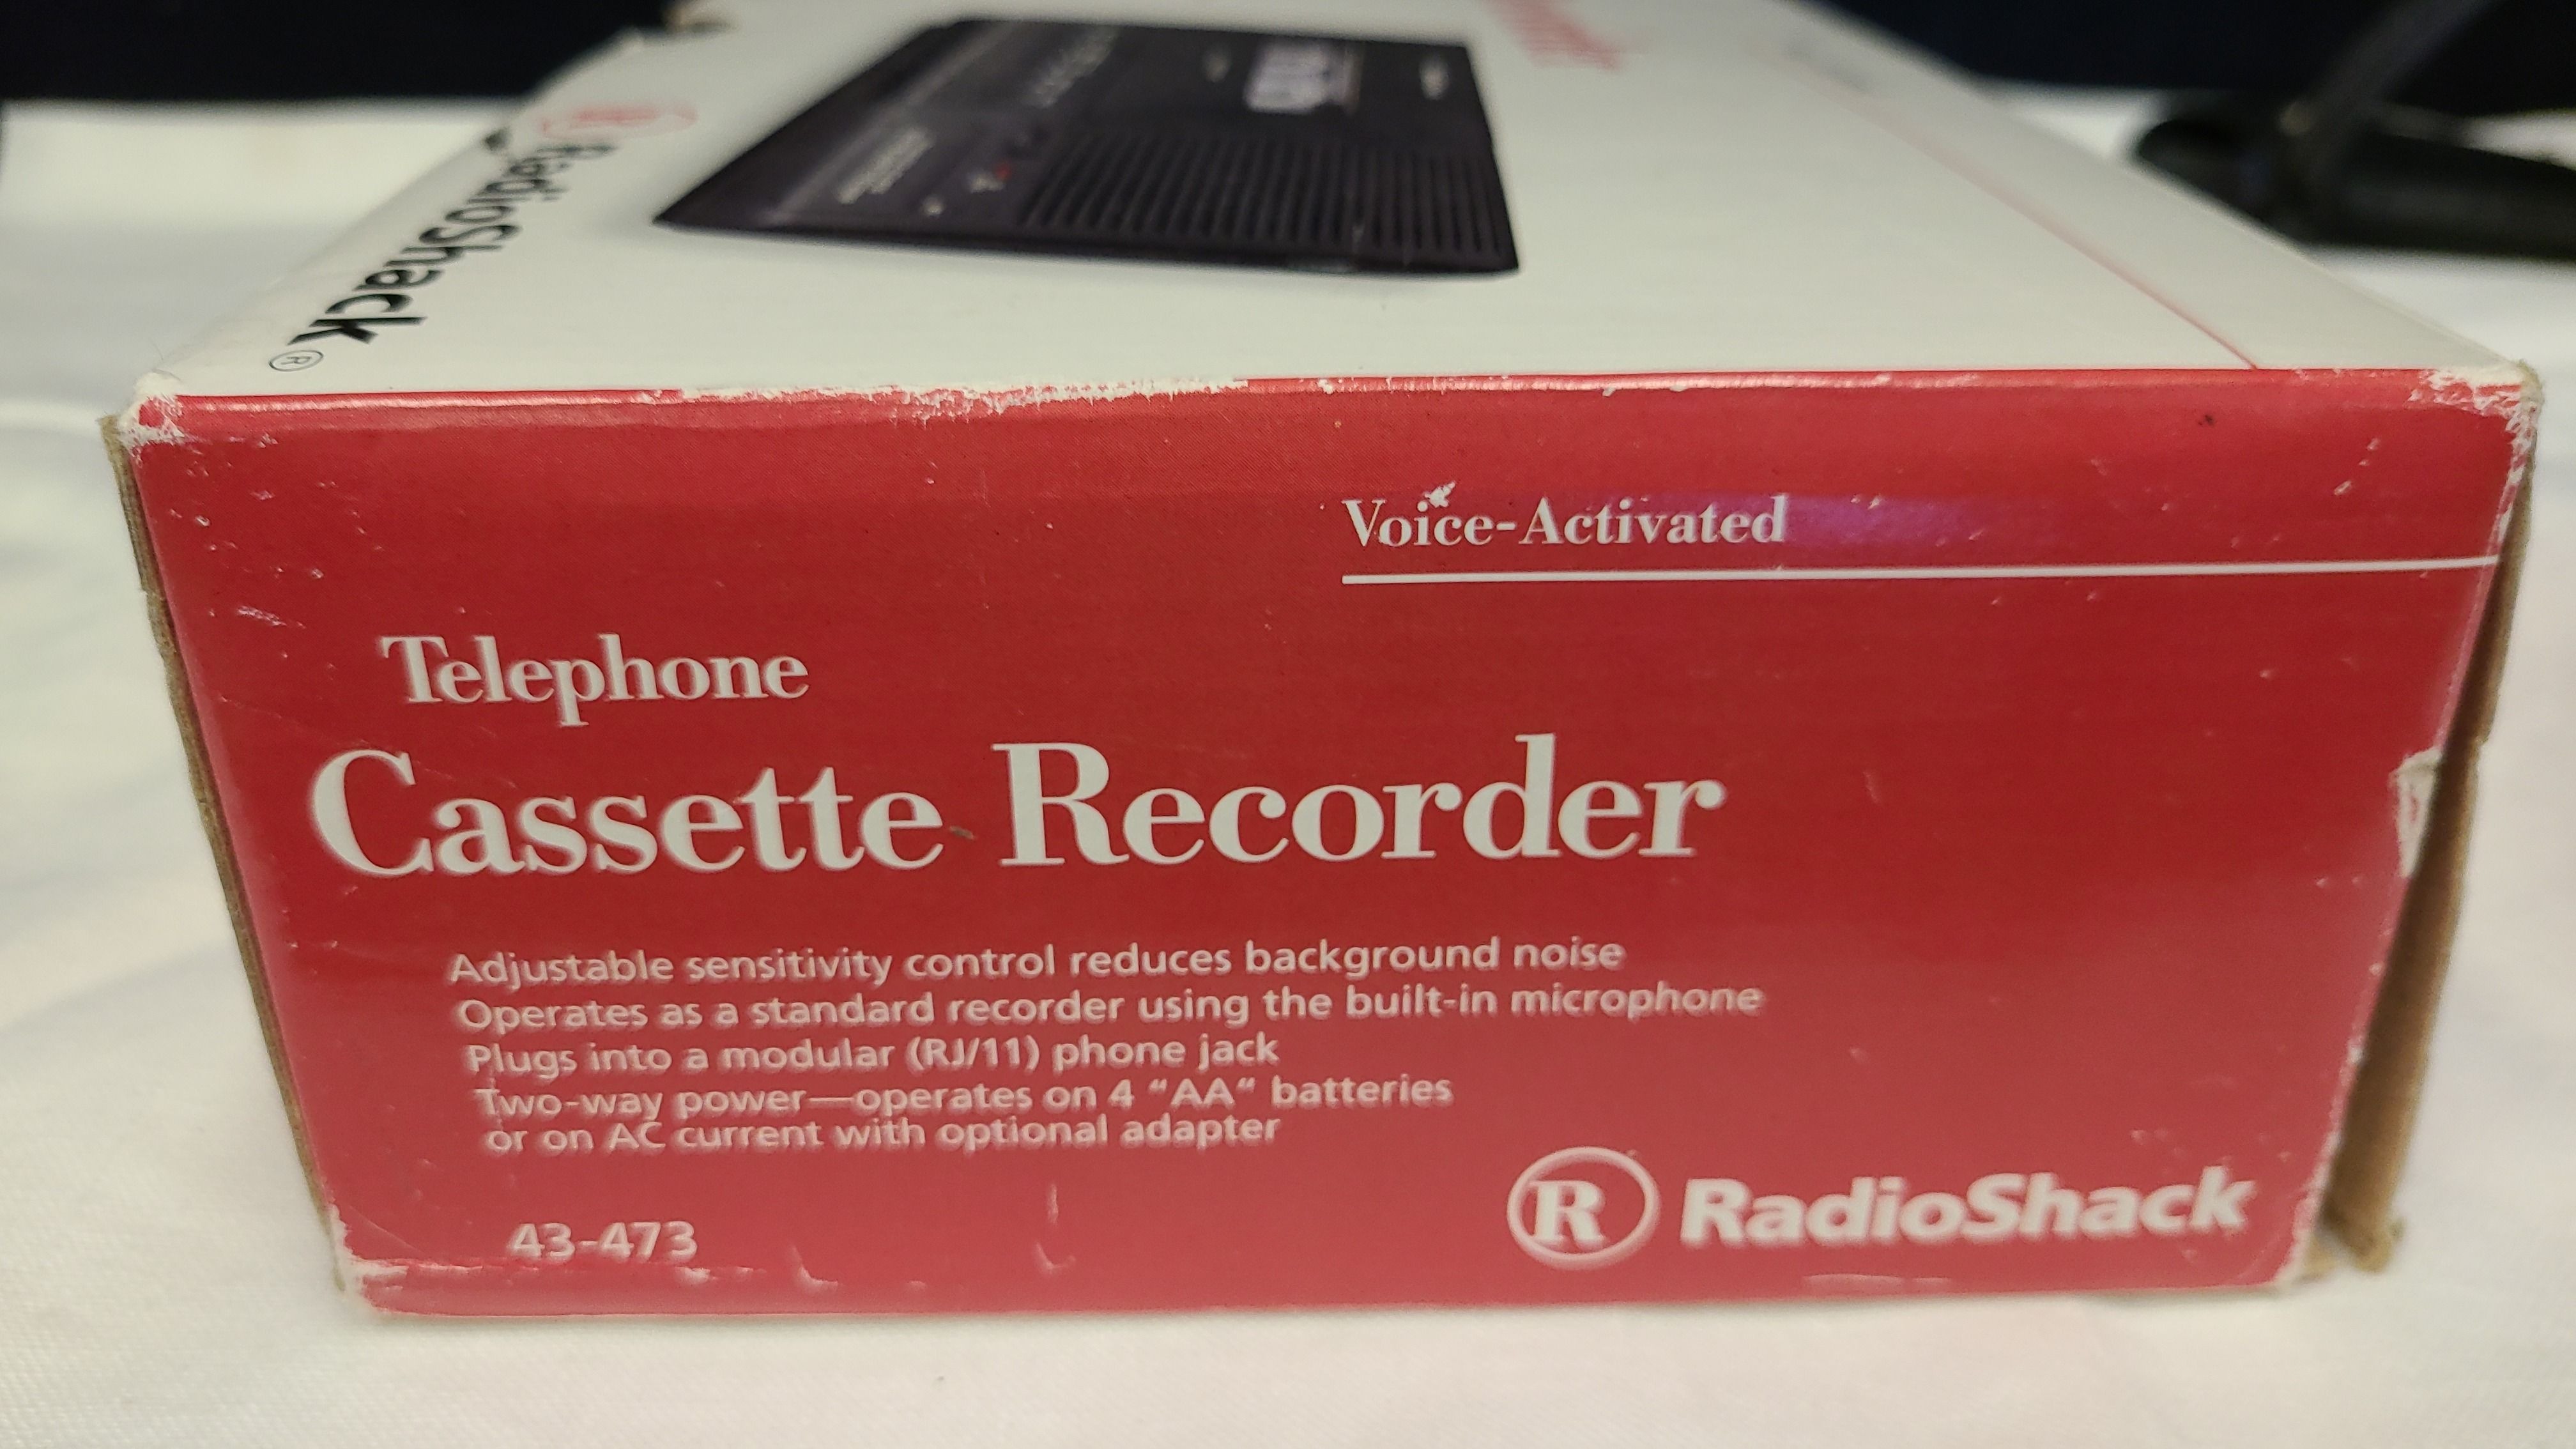 RadioShack®
Voice-Activated
Telephone
Cassette Recorder
Adjustable sensitivity control reduces background noise
Operates as a standard recorder using the built-in microphone
Plugs into a modular (RJ/11) phone jack
Two-way power—operates on 4 “AA“ batteries
or on AC current with optional adapter
43-473
R RadioShack